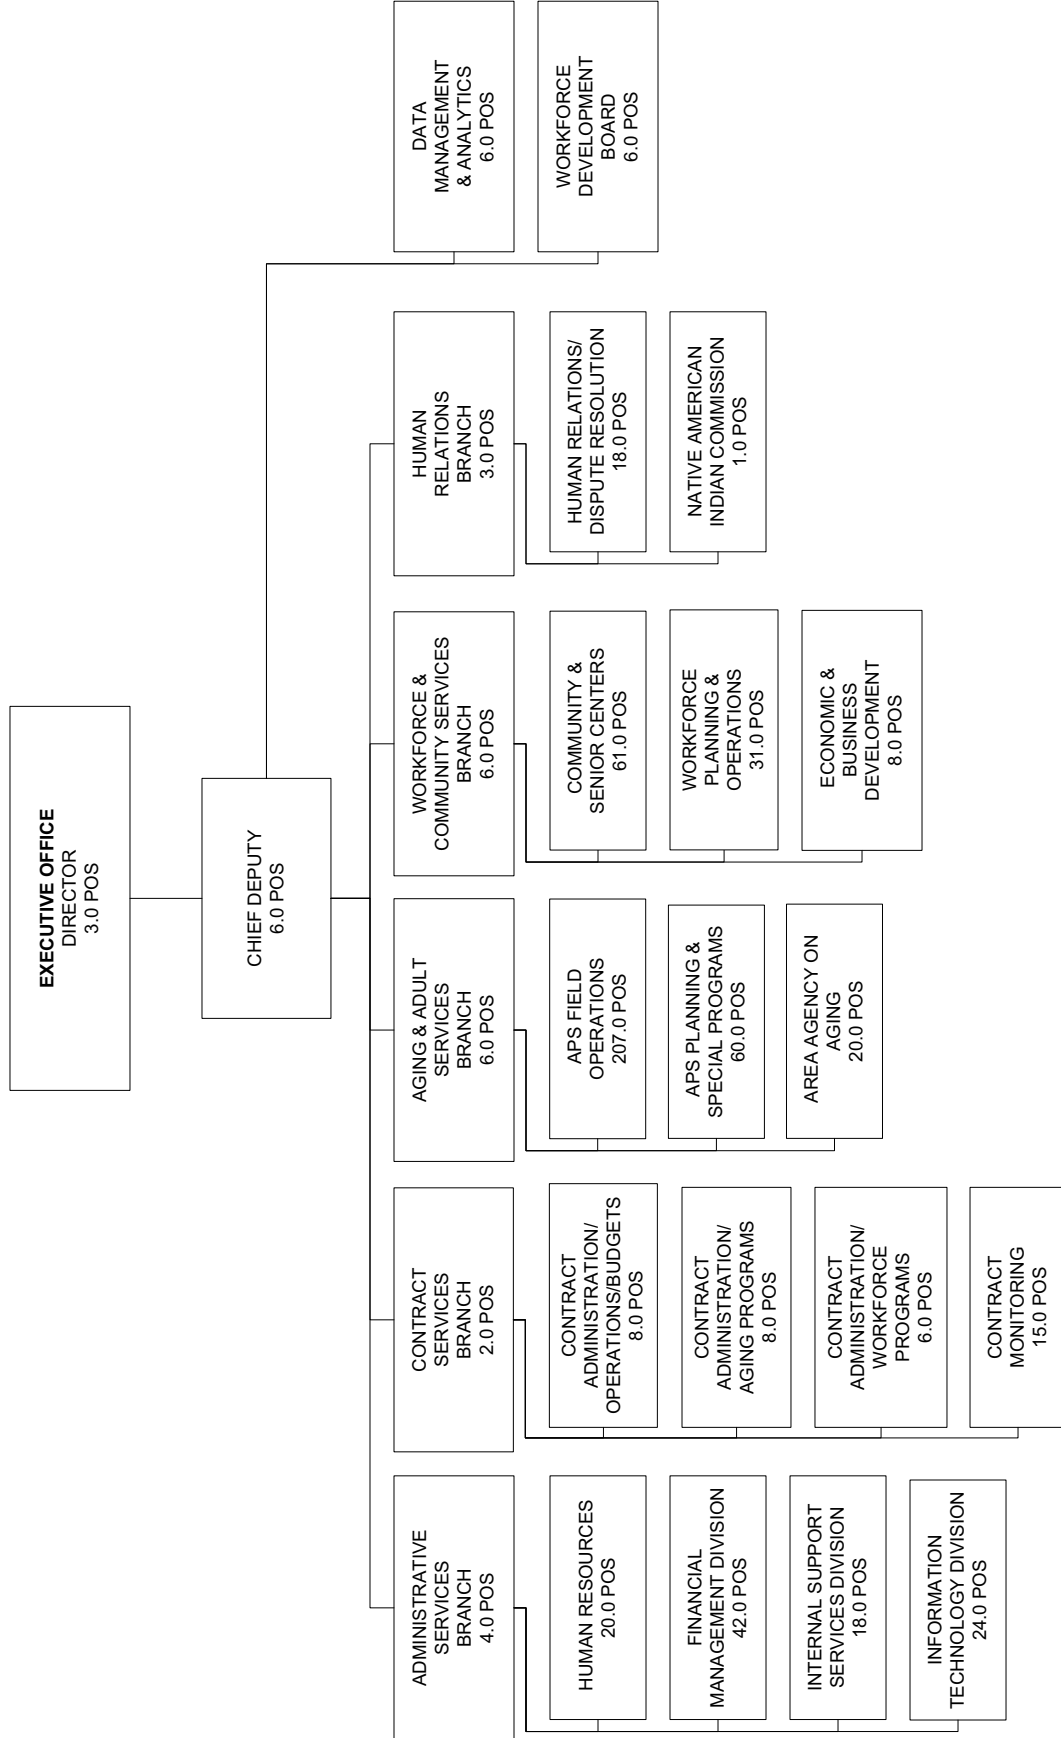 EXECUTIVE OFFICE
DIRECTOR
3.0 POS
CHIEF DEPUTY
6.0 POS
ADMINISTRATIVE
SERVICES
BRANCH
4.0 POS
CONTRACT
SERVICES
BRANCH
2.0 POS
AGING & ADULT
SERVICES
BRANCH
6.0 POS
WORKFORCE &
COMMUNITY SERVICES
BRANCH
6.0 POS
HUMAN
RELATIONS
BRANCH
3.0 POS
DATA
MANAGEMENT
& ANALYTICS
6.0 POS
WORKFORCE
DEVELOPMENT
BOARD
6.0 POS
HUMAN RESOURCES
20.0 POS
FINANCIAL
MANAGEMENT DIVISION
42.0 POS
INTERNAL SUPPORT
SERVICES DIVISION
18.0 POS
INFORMATION
TECHNOLOGY DIVISION
24.0 POS
CONTRACT
ADMINISTRATION/
OPERATIONS/BUDGETS
8.0 POS
CONTRACT
ADMINISTRATION/
AGING PROGRAMS
8.0 POS
CONTRACT
ADMINISTRATION/
WORKFORCE
PROGRAMS
6.0 POS
CONTRACT
MONITORING
15.0 POS
APS FIELD
OPERATIONS
207.0 POS
APS PLANNING &
SPECIAL PROGRAMS
60.0 POS
AREA AGENCY ON
AGING
20.0 POS
COMMUNITY &
SENIOR CENTERS
61.0 POS
WORKFORCE
PLANNING &
OPERATIONS
31.0 POS
ECONOMIC &
BUSINESS
DEVELOPMENT
8.0 POS
HUMAN RELATIONS/
DISPUTE RESOLUTION
18.0 POS
NATIVE AMERICAN
INDIAN COMMISSION
1.0 POS